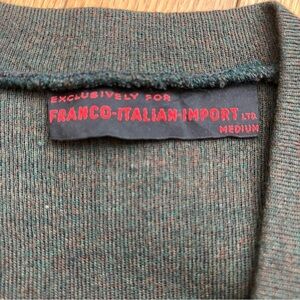 EXCLUSIVELY FOR
FRANCO-ITALIAN-IMPORT LTD.
MEDIUM